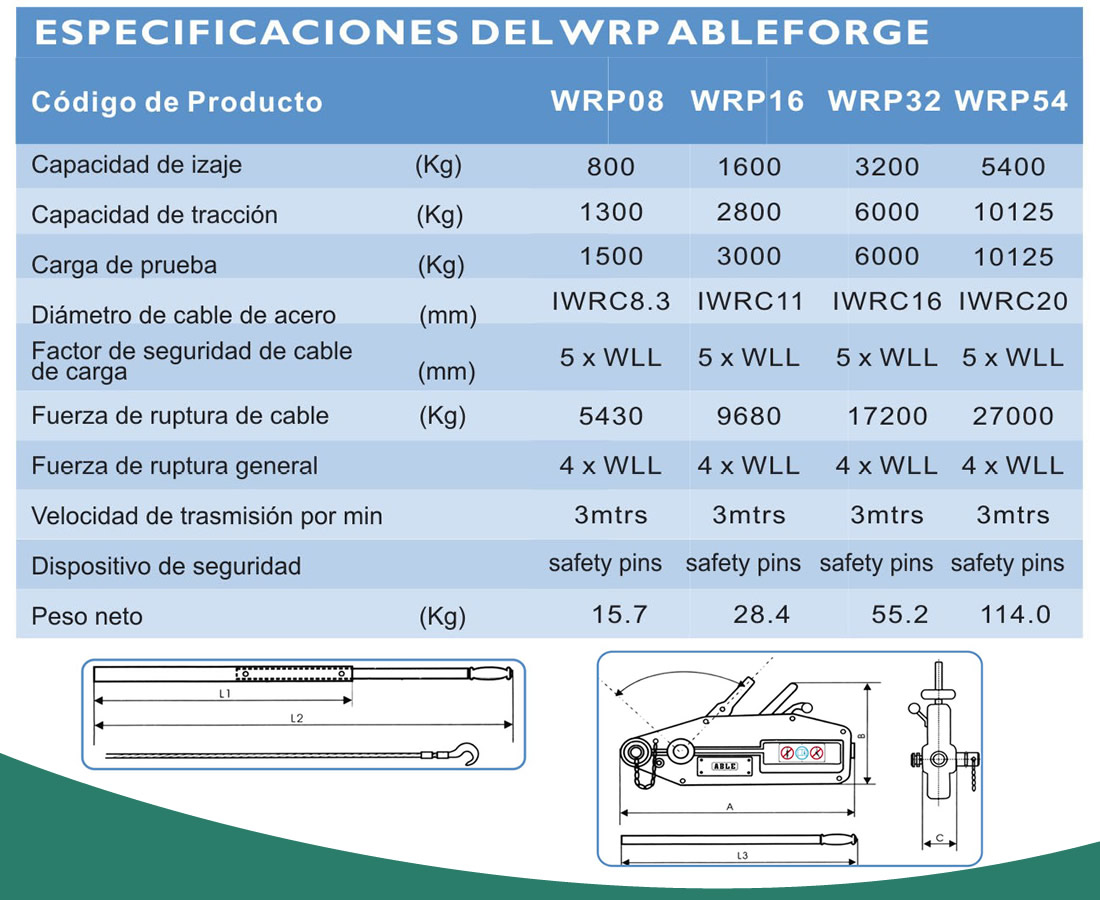 ESPECIFICACIONES DEL WRP ABLEFORGE
Código de Producto WRP08 WRP16 WRP32 WRP54
Capacidad de izaje (Kg) 800 1600 3200 5400
Capacidad de tracción (Kg) 1300 2800 6000 10125
Carga de prueba (Kg) 1500 3000 6000 10125
Diámetro de cable de acero (mm) IWRC8.3 IWRC11 IWRC16 IWRC20
Factor de seguridad de cable
de carga (mm) 5 x WLL 5 x WLL 5 x WLL 5 x WLL
Fuerza de ruptura de cable (Kg) 5430 9680 17200 27000
Fuerza de ruptura general 4 x WLL 4 x WLL 4 x WLL 4 x WLL
Velocidad de trasmisión por min 3mtrs 3mtrs 3mtrs 3mtrs
Dispositivo de seguridad safety pins safety pins safety pins safety pins
Peso neto (Kg) 15.7 28.4 55.2 114.0
L1
L2
B
ABLE
A
C
L3